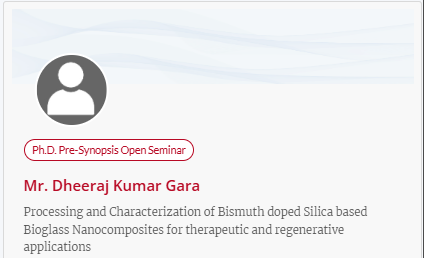 Ph.D. Pre-Synopsis Open Seminar
Mr. Dheeraj Kumar Gara
Processing and Characterization of Bismuth doped Silica based
Bioglass Nanocomposites for therapeutic and regenerative
applications